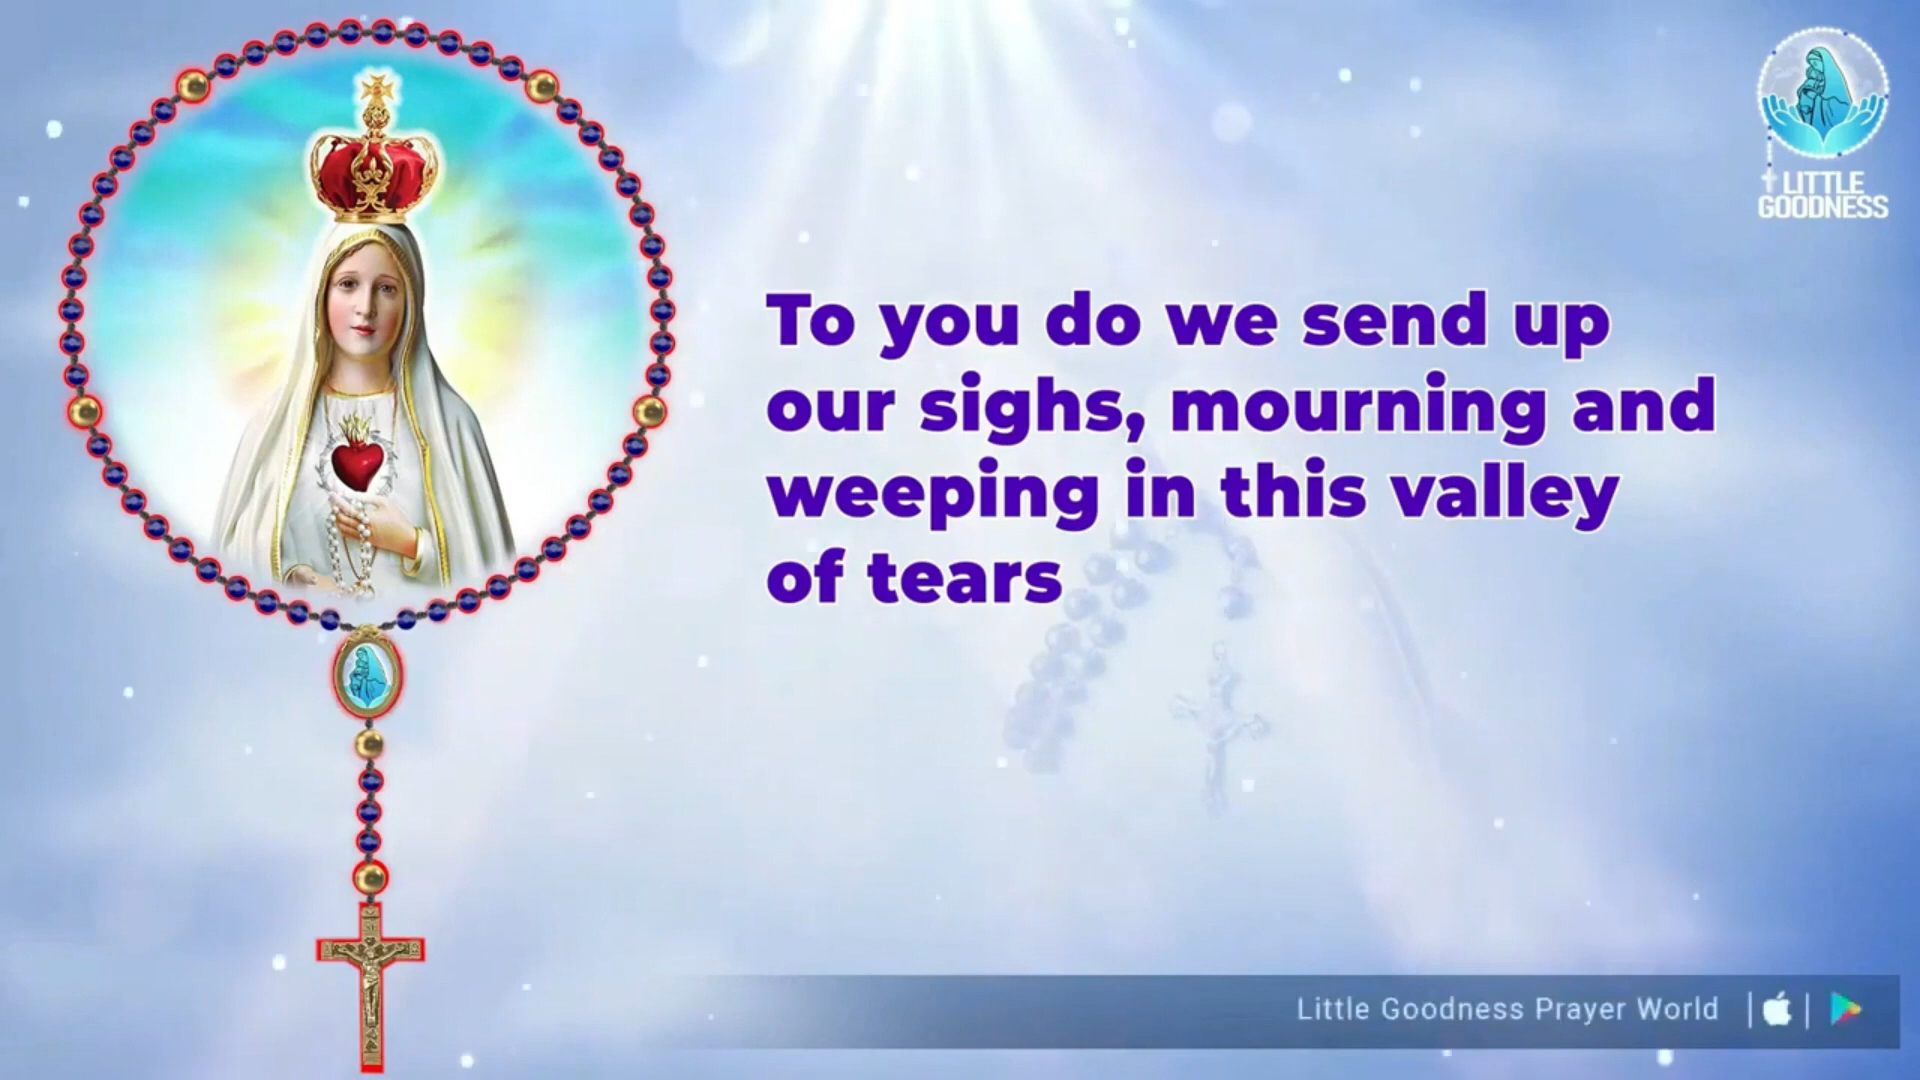 LITTLE
GOODNESS
To you do we send up
our sighs, mourning and
weeping in this valley
of tears
Little Goodness Prayer World